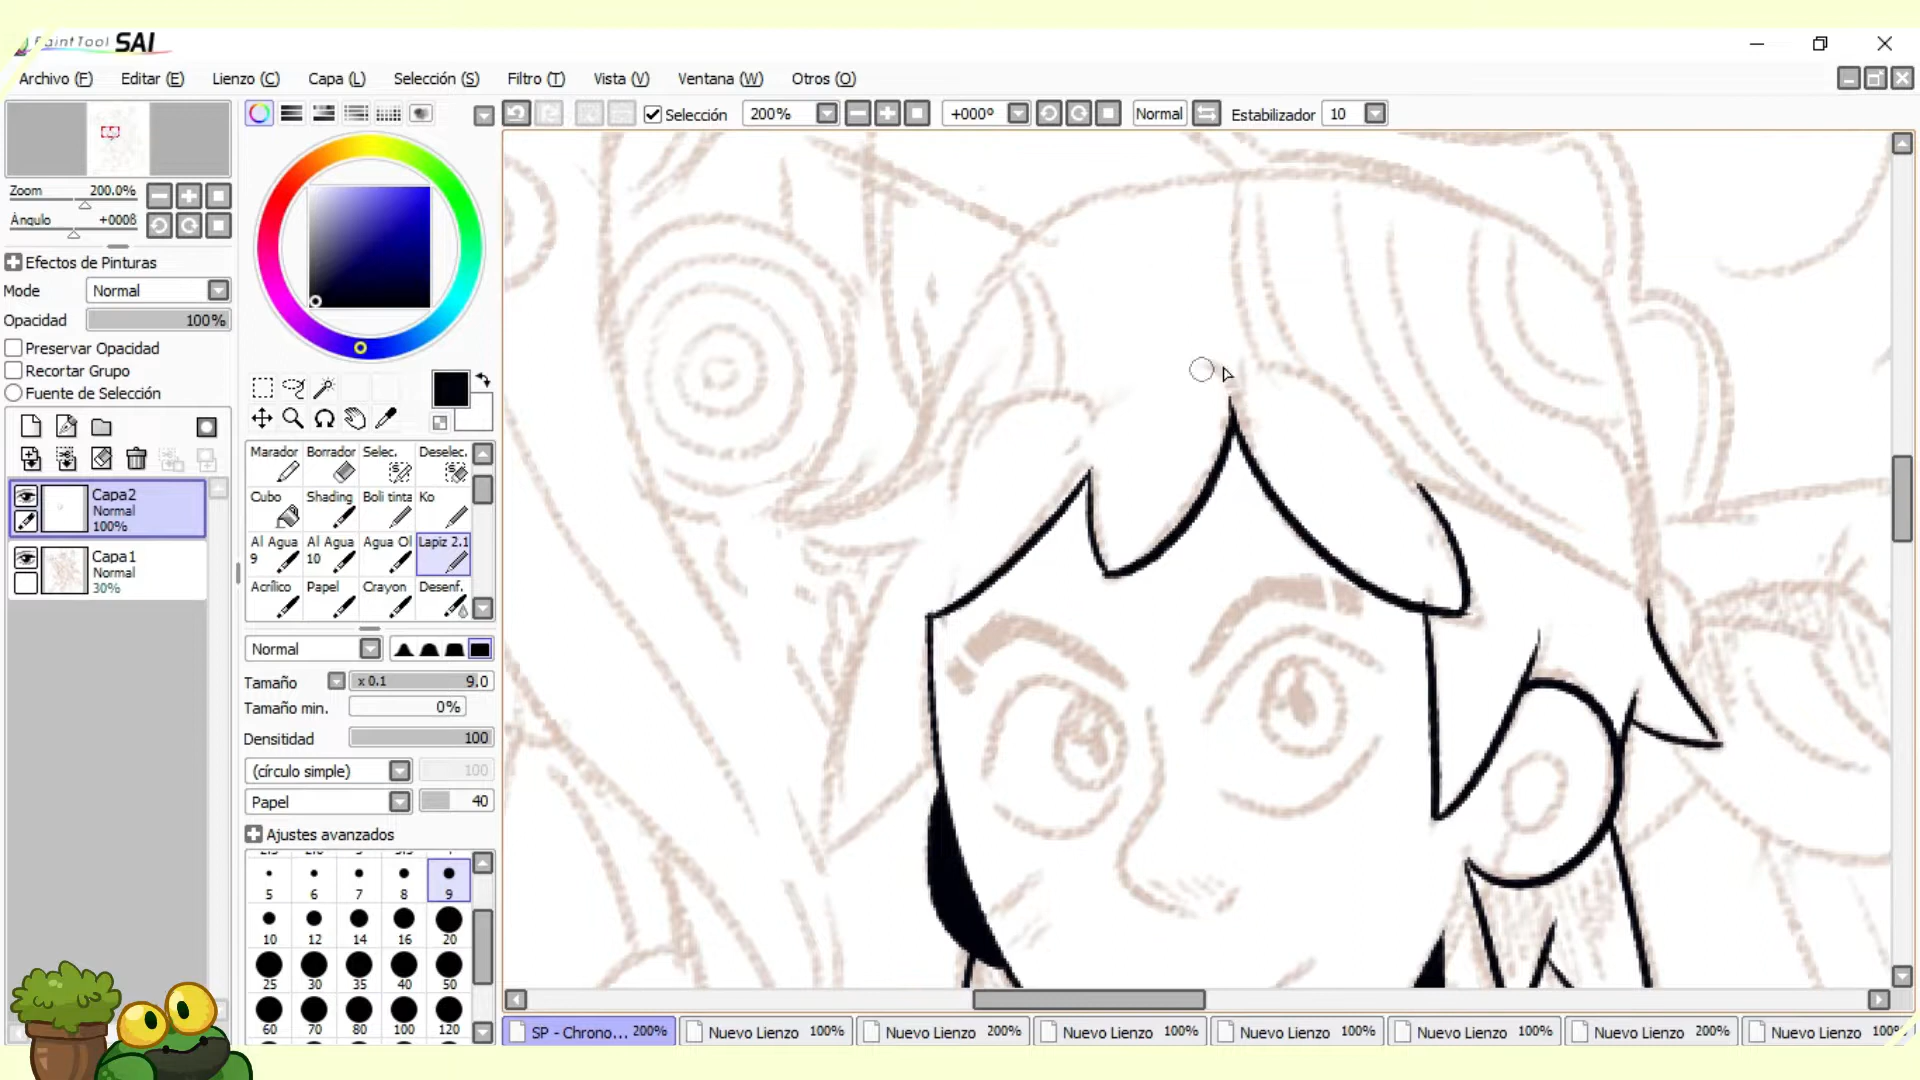 PaintTool SAI
Archivo (F) Editar (E) Lienzo (C) Capa (L) Selección (S) Filtro (T) Vista (V) Ventana (W) Otros (O)
Selección 200% +000º Normal Estabilizador 10
Zoom 200.0%
Ángulo +000ß
Efectos de Pinturas
Mode Normal
Opacidad 100%
Preservar Opacidad
Recortar Grupo
Fuente de Selección
Capa2
Normal
100%
Capa1
Normal
30%
Marador Borrador Selec. Deselec.
Cubo Shading Boli tinta Ko
Al Agua 9 Al Agua 10 Agua Ol Lapiz 2.1
Acrílico Papel Crayon Desenf.
Normal
Tamaño x 0.1 9.0
Tamaño min. 0%
Densitidad 100
(círculo simple) 100
Papel 40
Ajustes avanzados
5 6 7 8 9
10 12 14 16 20
25 30 35 40 50
60 70 80 100 120
SP - Chrono... 200% Nuevo Lienzo 100% Nuevo Lienzo 200% Nuevo Lienzo 100% Nuevo Lienzo 100% Nuevo Lienzo 100% Nuevo Lienzo 200% Nuevo Lienzo 100%